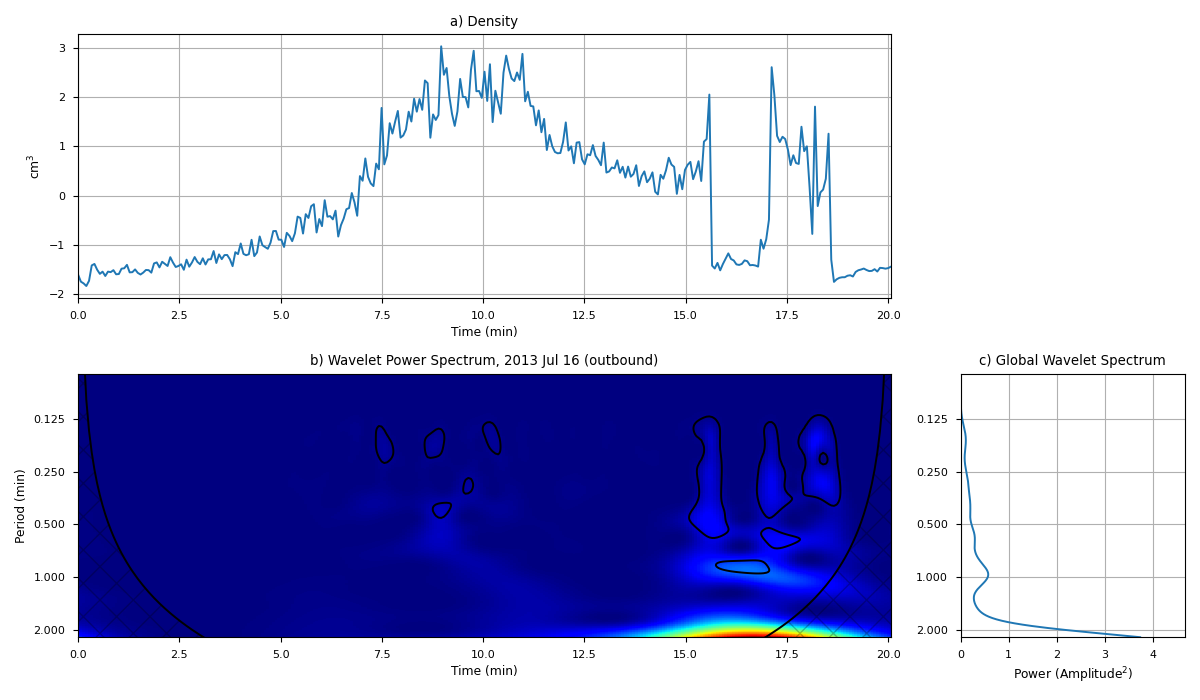 a) Density
cm³
3
2
1
0
−1
−2
0.0 2.5 5.0 7.5 10.0 12.5 15.0 17.5 20.0
Time (min)
b) Wavelet Power Spectrum, 2013 Jul 16 (outbound)
Period (min)
0.125
0.250
0.500
1.000
2.000
0.0 2.5 5.0 7.5 10.0 12.5 15.0 17.5 20.0
Time (min)
c) Global Wavelet Spectrum
0.125
0.250
0.500
1.000
2.000
0 1 2 3 4
Power (Amplitude²)